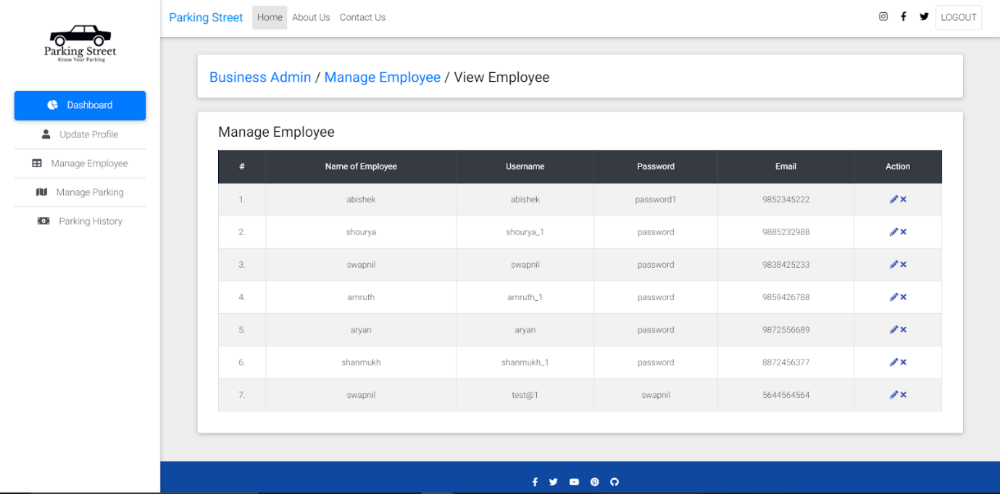 Parking Street
Know Your Parking
Dashboard
Update Profile
Manage Employee
Manage Parking
Parking History
Parking Street Home About Us Contact Us LOGOUT
Business Admin / Manage Employee / View Employee
Manage Employee
# Name of Employee Username Password Email Action
1. abishek abishek password1 9852345222
2. shourya shourya_1 password 9885232988
3. swapnil swapnil password 9838425233
4. amruth amruth_1 password 9859426788
5. aryan aryan password 9872556689
6. shanmukh shanmukh_1 password 8872456377
7. swapnil test@1 swapnil 5644564564